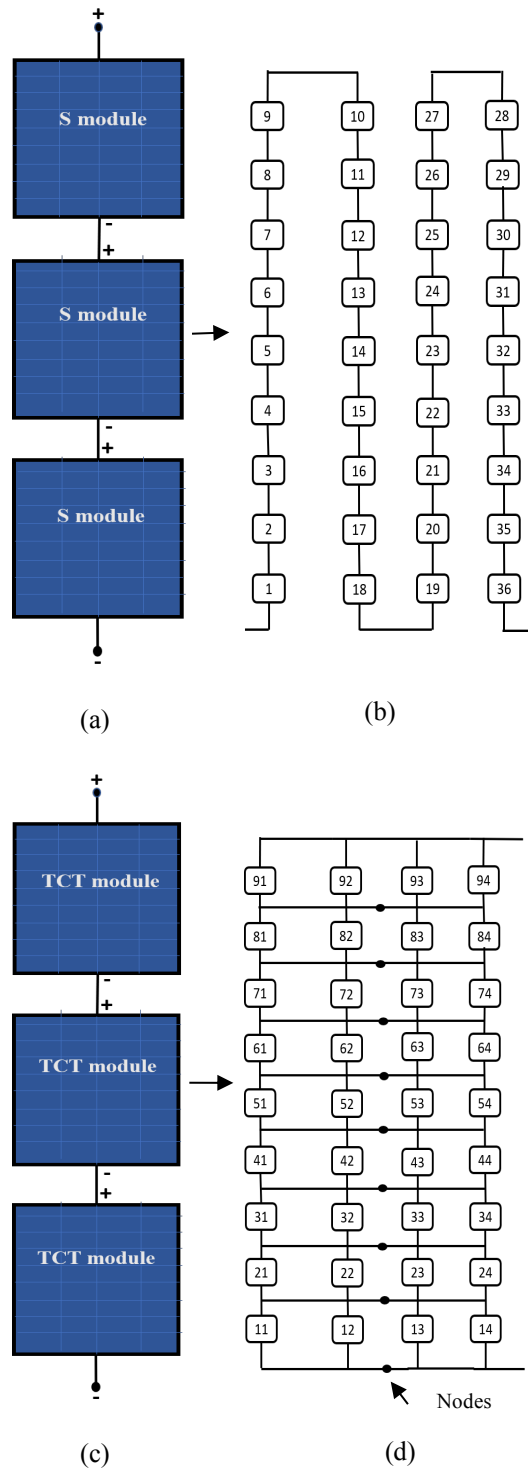 +
S module
-
+
S module
-
+
S module
-
9 10 27 28
8 11 26 29
7 12 25 30
6 13 24 31
5 14 23 32
4 15 22 33
3 16 21 34
2 17 20 35
1 18 19 36
(a)
(b)
+
TCT module
-
+
TCT module
-
+
TCT module
-
91 92 93 94
81 82 83 84
71 72 73 74
61 62 63 64
51 52 53 54
41 42 43 44
31 32 33 34
21 22 23 24
11 12 13 14
Nodes
(c)
(d)